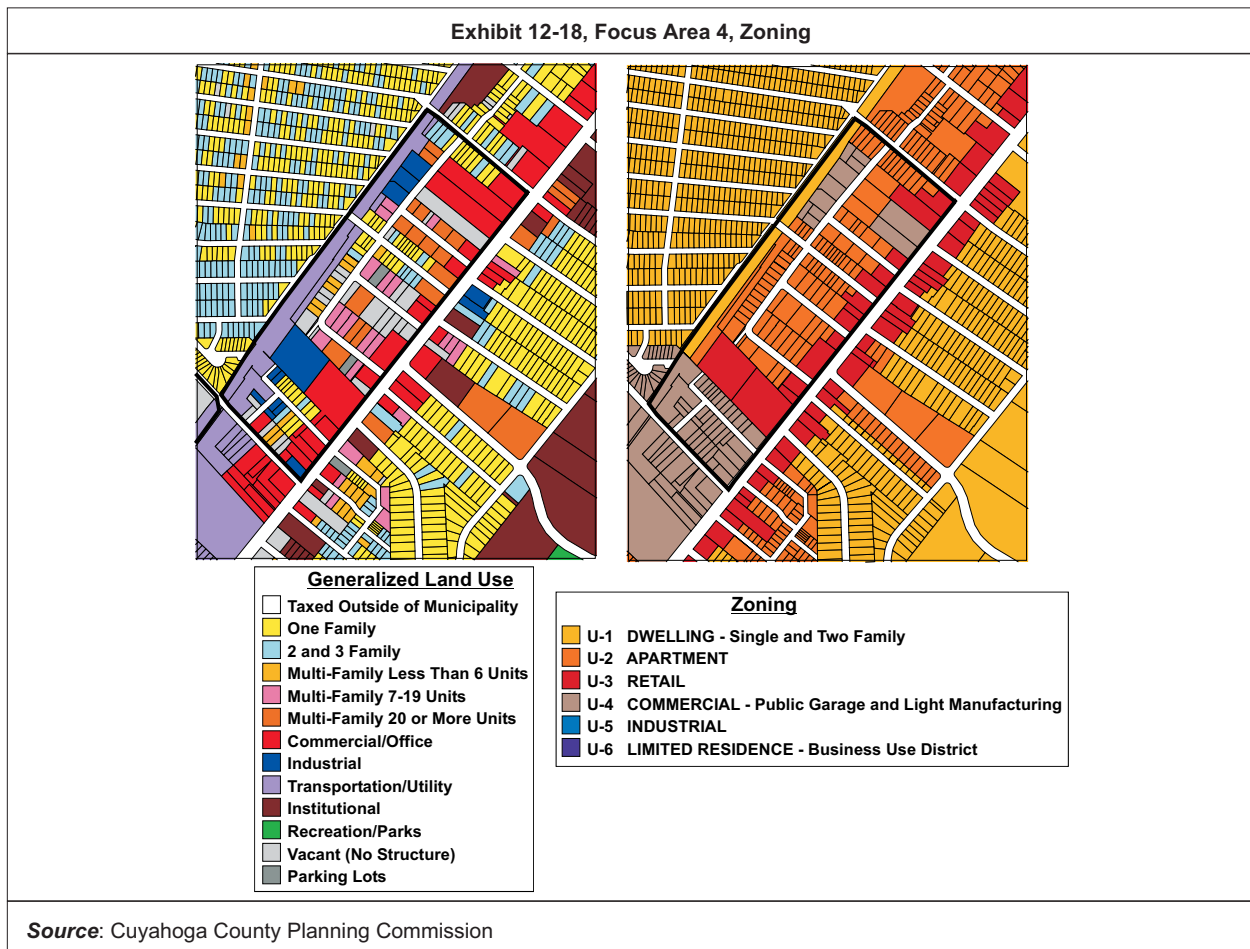 Exhibit 12-18, Focus Area 4, Zoning
Generalized Land Use
Taxed Outside of Municipality
One Family
2 and 3 Family
Multi-Family Less Than 6 Units
Multi-Family 7-19 Units
Multi-Family 20 or More Units
Commercial/Office
Industrial
Transportation/Utility
Institutional
Recreation/Parks
Vacant (No Structure)
Parking Lots
Zoning
U-1 DWELLING - Single and Two Family
U-2 APARTMENT
U-3 RETAIL
U-4 COMMERCIAL - Public Garage and Light Manufacturing
U-5 INDUSTRIAL
U-6 LIMITED RESIDENCE - Business Use District
Source: Cuyahoga County Planning Commission